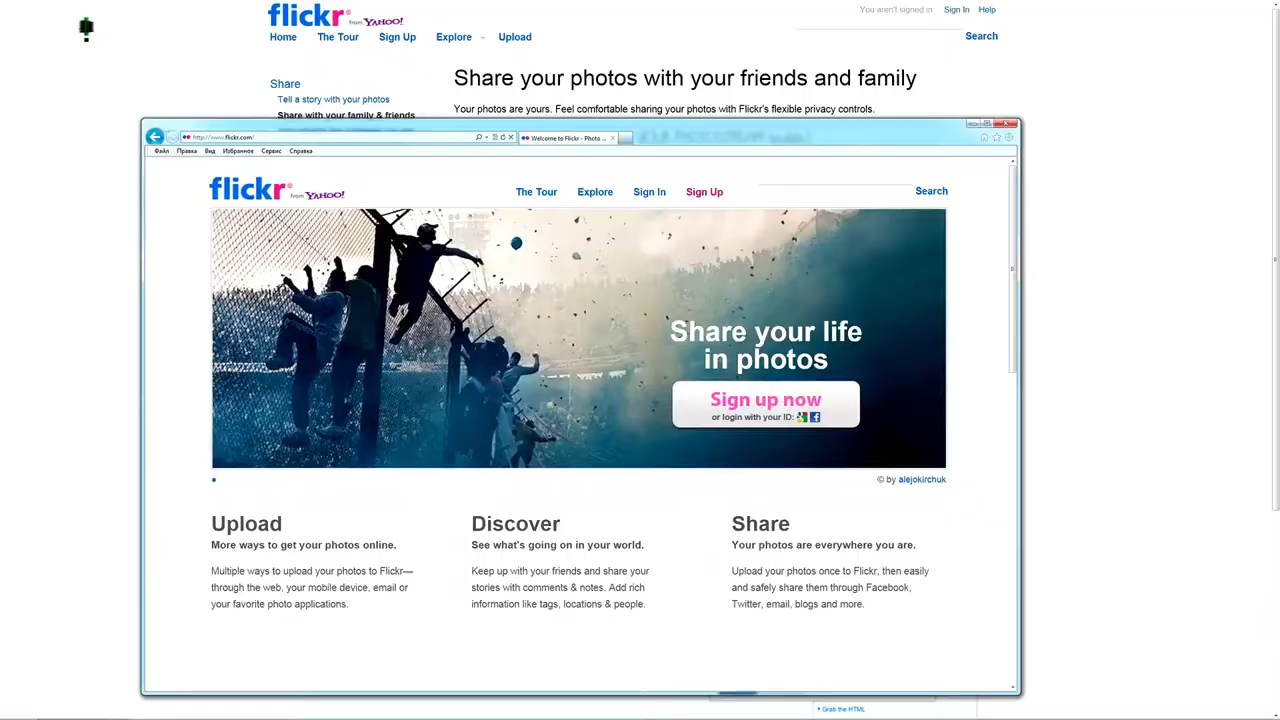 flickr from YAHOO!
You aren't signed in Sign In Help
Home The Tour Sign Up Explore Upload
Search
Share
Tell a story with your photos
Share with your family & friends
Share your photos with your friends and family
Your photos are yours. Feel comfortable sharing your photos with Flickr's flexible privacy controls.
http://www.flickr.com/
Welcome to Flickr - Photo ...
Файл Правка Вид Избранное Сервис Справка
flickr from YAHOO!
The Tour Explore Sign In Sign Up
Search
Share your life
in photos
Sign up now
or login with your ID:
© by alejokirchuk
Upload
More ways to get your photos online.
Multiple ways to upload your photos to Flickr—
through the web, your mobile device, email or
your favorite photo applications.
Discover
See what's going on in your world.
Keep up with your friends and share your
stories with comments & notes. Add rich
information like tags, locations & people.
Share
Your photos are everywhere you are.
Upload your photos once to Flickr, then easily
and safely share them through Facebook,
Twitter, email, blogs and more.
Grab the HTML